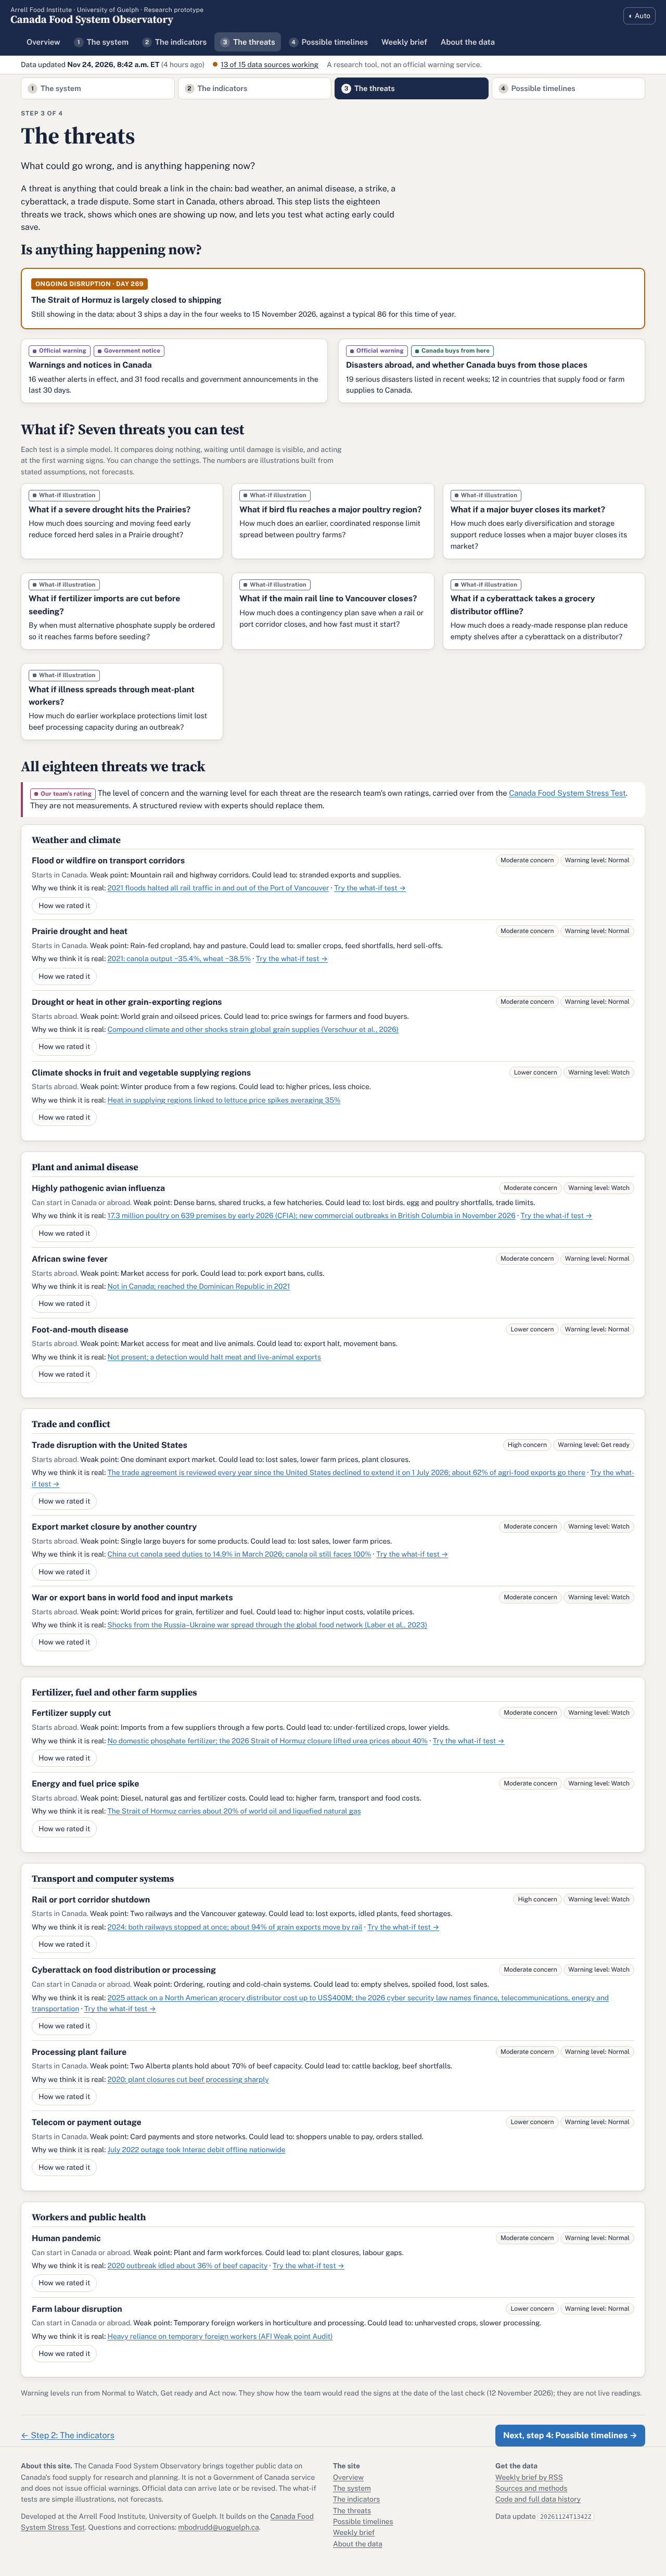 Arrell Food Institute · University of Guelph · Research prototype
Canada Food System Observatory
Auto
Overview
1 The system
2 The indicators
3 The threats
4 Possible timelines
Weekly brief
About the data
Data updated Nov 24, 2026, 8:42 a.m. ET (4 hours ago)
13 of 15 data sources working
A research tool, not an official warning service.
1 The system
2 The indicators
3 The threats
4 Possible timelines
STEP 3 OF 4
The threats
What could go wrong, and is anything happening now?
A threat is anything that could break a link in the chain: bad weather, an animal disease, a strike, a
cyberattack, a trade dispute. Some start in Canada, others abroad. This step lists the eighteen
threats we track, shows which ones are showing up now, and lets you test what acting early could
save.
Is anything happening now?
ONGOING DISRUPTION · DAY 269
The Strait of Hormuz is largely closed to shipping
Still showing in the data: about 3 ships a day in the four weeks to 15 November 2026, against a typical 86 for this time of year.
Official warning
Government notice
Warnings and notices in Canada
16 weather alerts in effect, and 31 food recalls and government announcements in the
last 30 days.
Official warning
Canada buys from here
Disasters abroad, and whether Canada buys from those places
19 serious disasters listed in recent weeks; 12 in countries that supply food or farm
supplies to Canada.
What if? Seven threats you can test
Each test is a simple model. It compares doing nothing, waiting until damage is visible, and acting
at the first warning signs. You can change the settings. The numbers are illustrations built from
stated assumptions, not forecasts.
What-if illustration
What if a severe drought hits the Prairies?
How much does sourcing and moving feed early
reduce forced herd sales in a Prairie drought?
What-if illustration
What if bird flu reaches a major poultry region?
How much does an earlier, coordinated response limit
spread between poultry farms?
What-if illustration
What if a major buyer closes its market?
How much does early diversification and storage
support reduce losses when a major buyer closes its
market?
What-if illustration
What if fertilizer imports are cut before
seeding?
By when must alternative phosphate supply be ordered
so it reaches farms before seeding?
What-if illustration
What if the main rail line to Vancouver closes?
How much does a contingency plan save when a rail or
port corridor closes, and how fast must it start?
What-if illustration
What if a cyberattack takes a grocery
distributor offline?
How much does a ready-made response plan reduce
empty shelves after a cyberattack on a distributor?
What-if illustration
What if illness spreads through meat-plant
workers?
How much do earlier workplace protections limit lost
beef processing capacity during an outbreak?
All eighteen threats we track
Our team's rating The level of concern and the warning level for each threat are the research team's own ratings, carried over from the Canada Food System Stress Test.
They are not measurements. A structured review with experts should replace them.
Weather and climate
Flood or wildfire on transport corridors
Moderate concern
Warning level: Normal
Starts in Canada. Weak point: Mountain rail and highway corridors. Could lead to: stranded exports and supplies.
Why we think it is real: 2021 floods halted all rail traffic in and out of the Port of Vancouver · Try the what-if test →
How we rated it
Prairie drought and heat
Moderate concern
Warning level: Normal
Starts in Canada. Weak point: Rain-fed cropland, hay and pasture. Could lead to: smaller crops, feed shortfalls, herd sell-offs.
Why we think it is real: 2021: canola output −35.4%, wheat −38.5% · Try the what-if test →
How we rated it
Drought or heat in other grain-exporting regions
Moderate concern
Warning level: Normal
Starts abroad. Weak point: World grain and oilseed prices. Could lead to: price swings for farmers and food buyers.
Why we think it is real: Compound climate and other shocks strain global grain supplies (Verschuur et al., 2026)
How we rated it
Climate shocks in fruit and vegetable supplying regions
Lower concern
Warning level: Watch
Starts abroad. Weak point: Winter produce from a few regions. Could lead to: higher prices, less choice.
Why we think it is real: Heat in supplying regions linked to lettuce price spikes averaging 35%
How we rated it
Plant and animal disease
Highly pathogenic avian influenza
Moderate concern
Warning level: Watch
Can start in Canada or abroad. Weak point: Dense barns, shared trucks, a few hatcheries. Could lead to: lost birds, egg and poultry shortfalls, trade limits.
Why we think it is real: 17.3 million poultry on 639 premises by early 2026 (CFIA); new commercial outbreaks in British Columbia in November 2026 · Try the what-if test →
How we rated it
African swine fever
Moderate concern
Warning level: Normal
Starts abroad. Weak point: Market access for pork. Could lead to: pork export bans, culls.
Why we think it is real: Not in Canada; reached the Dominican Republic in 2021
How we rated it
Foot-and-mouth disease
Lower concern
Warning level: Normal
Starts abroad. Weak point: Market access for meat and live animals. Could lead to: export halt, movement bans.
Why we think it is real: Not present; a detection would halt meat and live-animal exports
How we rated it
Trade and conflict
Trade disruption with the United States
High concern
Warning level: Get ready
Starts abroad. Weak point: One dominant export market. Could lead to: lost sales, lower farm prices, plant closures.
Why we think it is real: The trade agreement is reviewed every year since the United States declined to extend it on 1 July 2026; about 62% of agri-food exports go there · Try the what-
if test →
How we rated it
Export market closure by another country
Moderate concern
Warning level: Watch
Starts abroad. Weak point: Single large buyers for some products. Could lead to: lost sales, lower farm prices.
Why we think it is real: China cut canola seed duties to 14.9% in March 2026; canola oil still faces 100% · Try the what-if test →
How we rated it
War or export bans in world food and input markets
Moderate concern
Warning level: Watch
Starts abroad. Weak point: World prices for grain, fertilizer and fuel. Could lead to: higher input costs, volatile prices.
Why we think it is real: Shocks from the Russia–Ukraine war spread through the global food network (Laber et al., 2023)
How we rated it
Fertilizer, fuel and other farm supplies
Fertilizer supply cut
Moderate concern
Warning level: Watch
Starts abroad. Weak point: Imports from a few suppliers through a few ports. Could lead to: under-fertilized crops, lower yields.
Why we think it is real: No domestic phosphate fertilizer; the 2026 Strait of Hormuz closure lifted urea prices about 40% · Try the what-if test →
How we rated it
Energy and fuel price spike
Moderate concern
Warning level: Watch
Starts abroad. Weak point: Diesel, natural gas and fertilizer costs. Could lead to: higher farm, transport and food costs.
Why we think it is real: The Strait of Hormuz carries about 20% of world oil and liquefied natural gas
How we rated it
Transport and computer systems
Rail or port corridor shutdown
High concern
Warning level: Watch
Starts in Canada. Weak point: Two railways and the Vancouver gateway. Could lead to: lost exports, idled plants, feed shortages.
Why we think it is real: 2024: both railways stopped at once; about 94% of grain exports move by rail · Try the what-if test →
How we rated it
Cyberattack on food distribution or processing
Moderate concern
Warning level: Watch
Can start in Canada or abroad. Weak point: Ordering, routing and cold-chain systems. Could lead to: empty shelves, spoiled food, lost sales.
Why we think it is real: 2025 attack on a North American grocery distributor cost up to US$400M; the 2026 cyber security law names finance, telecommunications, energy and
transportation · Try the what-if test →
How we rated it
Processing plant failure
Moderate concern
Warning level: Normal
Starts in Canada. Weak point: Two Alberta plants hold about 70% of beef capacity. Could lead to: cattle backlog, beef shortfalls.
Why we think it is real: 2020: plant closures cut beef processing sharply
How we rated it
Telecom or payment outage
Lower concern
Warning level: Normal
Starts in Canada. Weak point: Card payments and store networks. Could lead to: shoppers unable to pay, orders stalled.
Why we think it is real: July 2022 outage took Interac debit offline nationwide
How we rated it
Workers and public health
Human pandemic
Moderate concern
Warning level: Normal
Can start in Canada or abroad. Weak point: Plant and farm workforces. Could lead to: plant closures, labour gaps.
Why we think it is real: 2020 outbreak idled about 36% of beef capacity · Try the what-if test →
How we rated it
Farm labour disruption
Lower concern
Warning level: Normal
Can start in Canada or abroad. Weak point: Temporary foreign workers in horticulture and processing. Could lead to: unharvested crops, slower processing.
Why we think it is real: Heavy reliance on temporary foreign workers (AFI Weak point Audit)
How we rated it
Warning levels run from Normal to Watch, Get ready and Act now. They show how the team would read the signs at the date of the last check (12 November 2026); they are not live readings.
← Step 2: The indicators
Next, step 4: Possible timelines →
About this site. The Canada Food System Observatory brings together public data on
Canada's food supply for research and planning. It is not a Government of Canada service
and does not issue official warnings. Official data can arrive late or be revised. The what-if
tests are simple illustrations, not forecasts.
Developed at the Arrell Food Institute, University of Guelph. It builds on the Canada Food
System Stress Test. Questions and corrections: mbodrudd@uoguelph.ca.
The site
Overview
The system
The indicators
The threats
Possible timelines
Weekly brief
About the data
Get the data
Weekly brief by RSS
Sources and methods
Code and full data history
Data update 20261124T1342Z